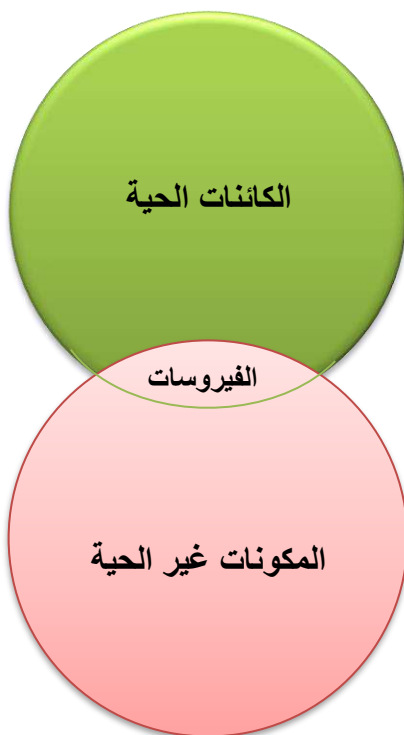 الكائنات الحية
الفيروسات
المكونات غير الحية